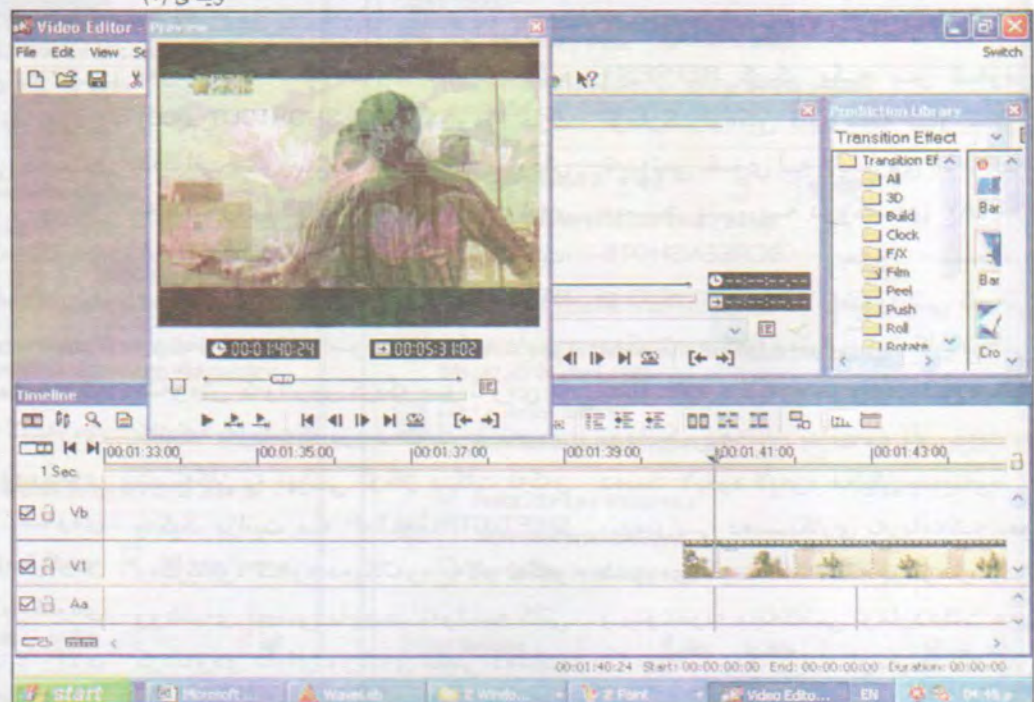 Video Editor - Preview
File Edit View Se Switch
Production Library
Transition Effect
Transition Ef
All
3D
Build
Clock
F/X
Film
Peel
Push
Roll
Rotate
Bar
Bar
Cro
00:01:40:24
00:05:31:02
Timeline
00:01:33:00 00:01:35:00 00:01:37:00 00:01:39:00 00:01:41:00 00:01:43:00
1 Sec.
Vb
V1
Aa
00:01:40:24 Start: 00:00:00:00 End: 00:00:00:00 Duration: 00:00:00
start Microsoft ... WaveLab 2 Windo... 2 Paint Video Edito... EN